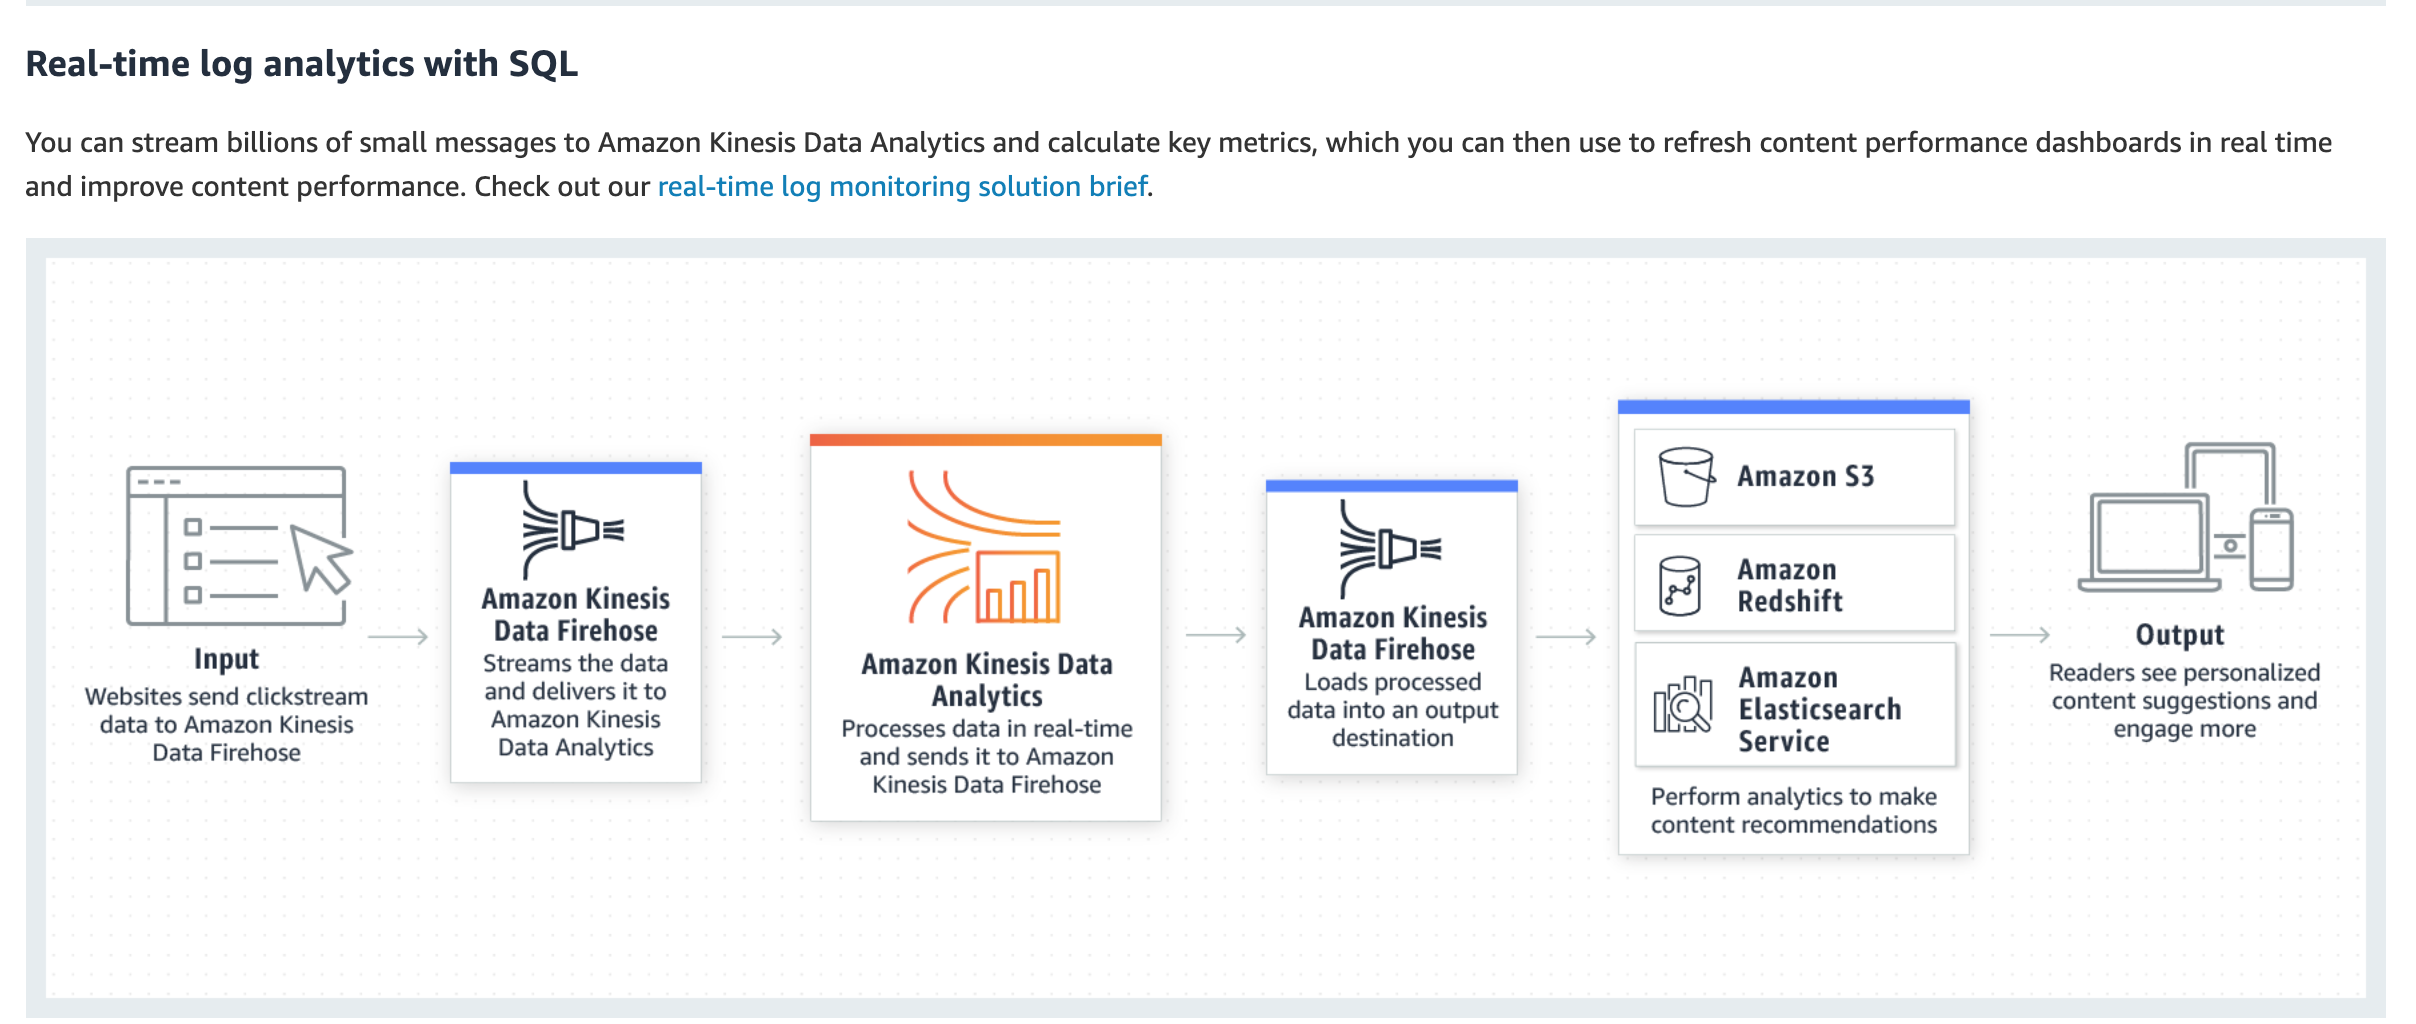 Real-time log analytics with SQL
You can stream billions of small messages to Amazon Kinesis Data Analytics and calculate key metrics, which you can then use to refresh content performance dashboards in real time
and improve content performance. Check out our real-time log monitoring solution brief.
Input
Websites send clickstream
data to Amazon Kinesis
Data Firehose
Amazon Kinesis
Data Firehose
Streams the data
and delivers it to
Amazon Kinesis
Data Analytics
Amazon Kinesis Data
Analytics
Processes data in real-time
and sends it to Amazon
Kinesis Data Firehose
Amazon Kinesis
Data Firehose
Loads processed
data into an output
destination
Amazon S3
Amazon
Redshift
Amazon
Elasticsearch
Service
Perform analytics to make
content recommendations
Output
Readers see personalized
content suggestions and
engage more